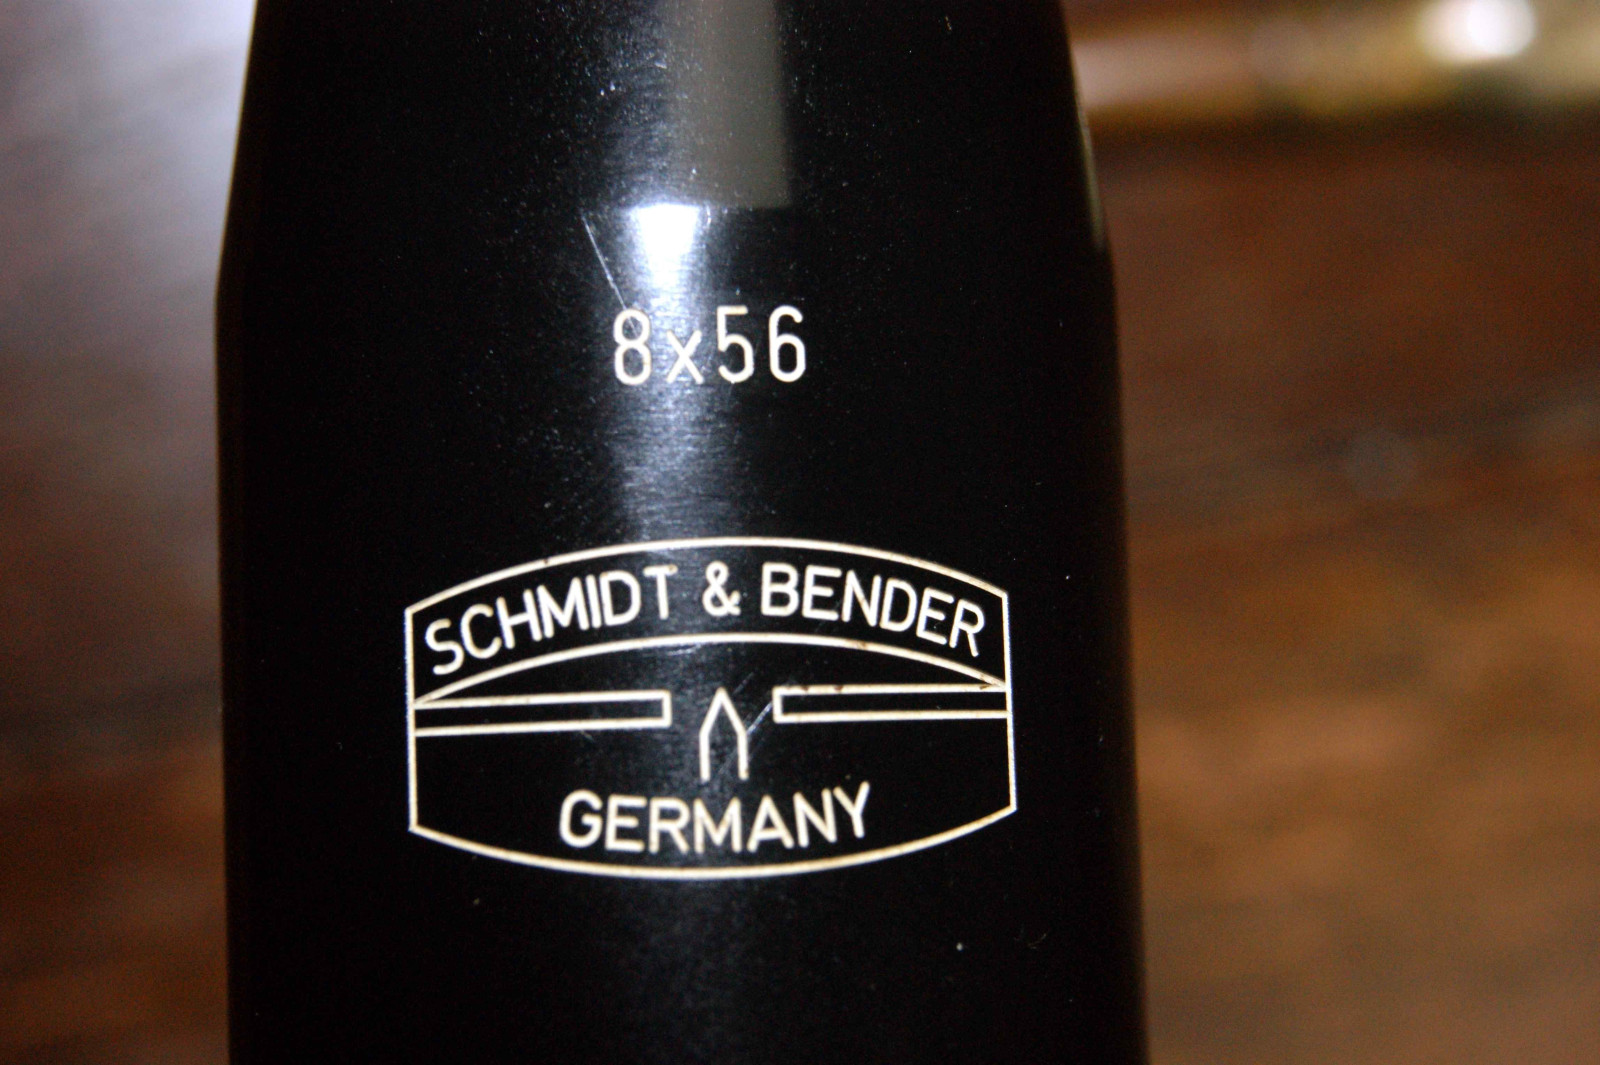 8x56
SCHMIDT & BENDER
GERMANY